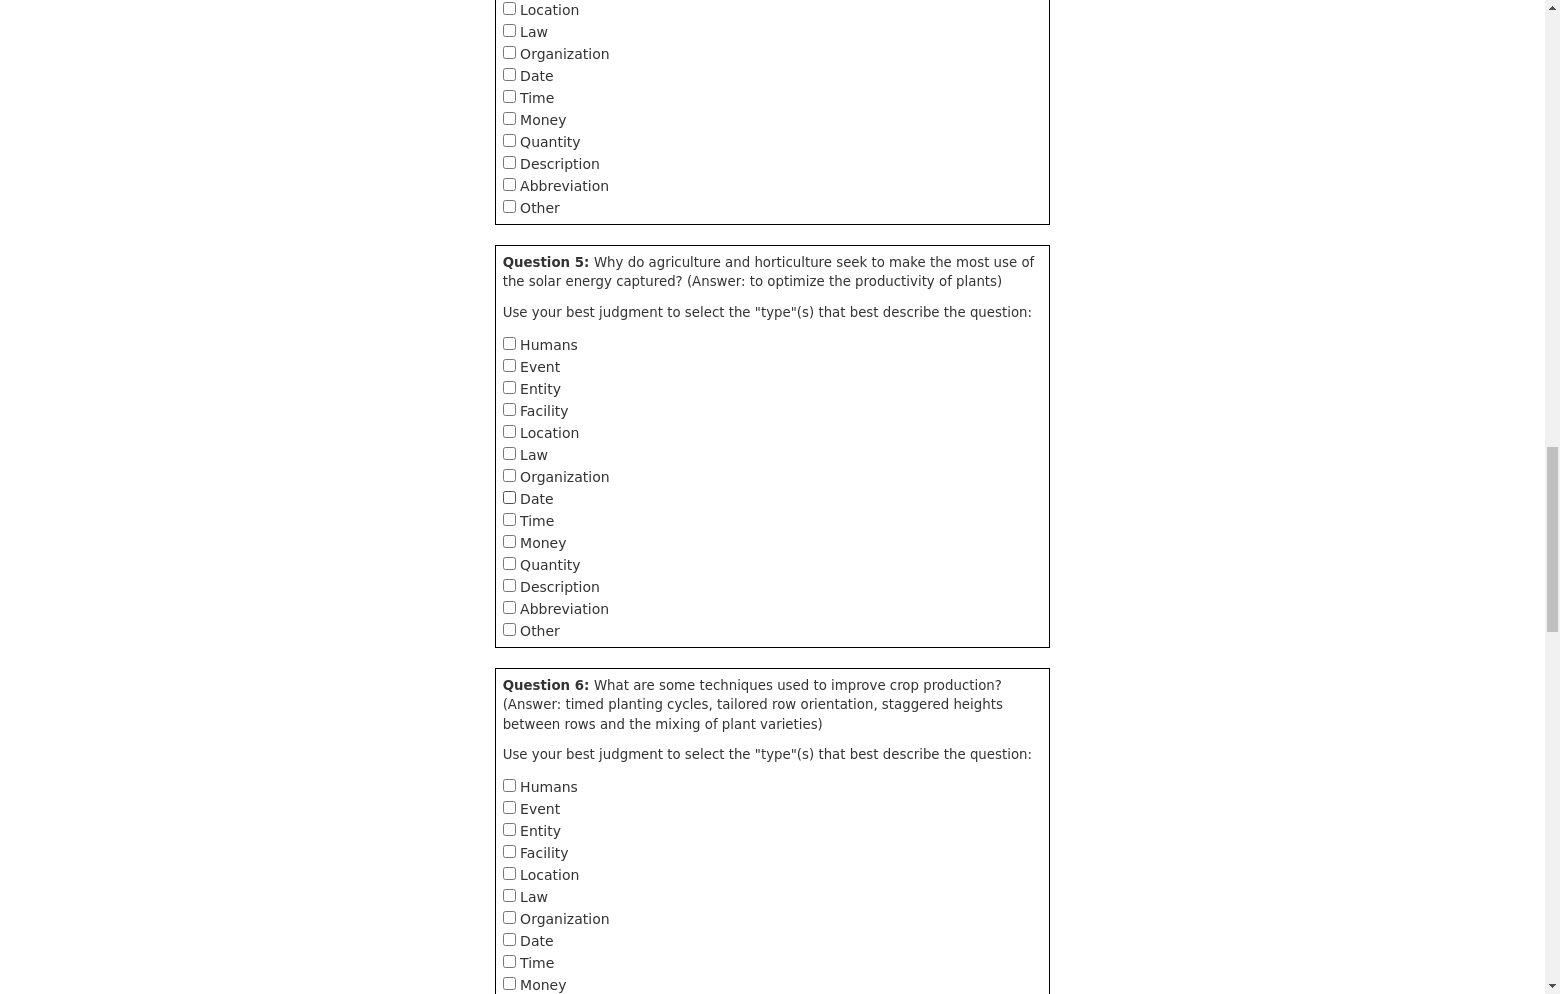 Location
Law
Organization
Date
Time
Money
Quantity
Description
Abbreviation
Other
Question 5: Why do agriculture and horticulture seek to make the most use of
the solar energy captured? (Answer: to optimize the productivity of plants)
Use your best judgment to select the "type"(s) that best describe the question:
Humans
Event
Entity
Facility
Location
Law
Organization
Date
Time
Money
Quantity
Description
Abbreviation
Other
Question 6: What are some techniques used to improve crop production?
(Answer: timed planting cycles, tailored row orientation, staggered heights
between rows and the mixing of plant varieties)
Use your best judgment to select the "type"(s) that best describe the question:
Humans
Event
Entity
Facility
Location
Law
Organization
Date
Time
Money